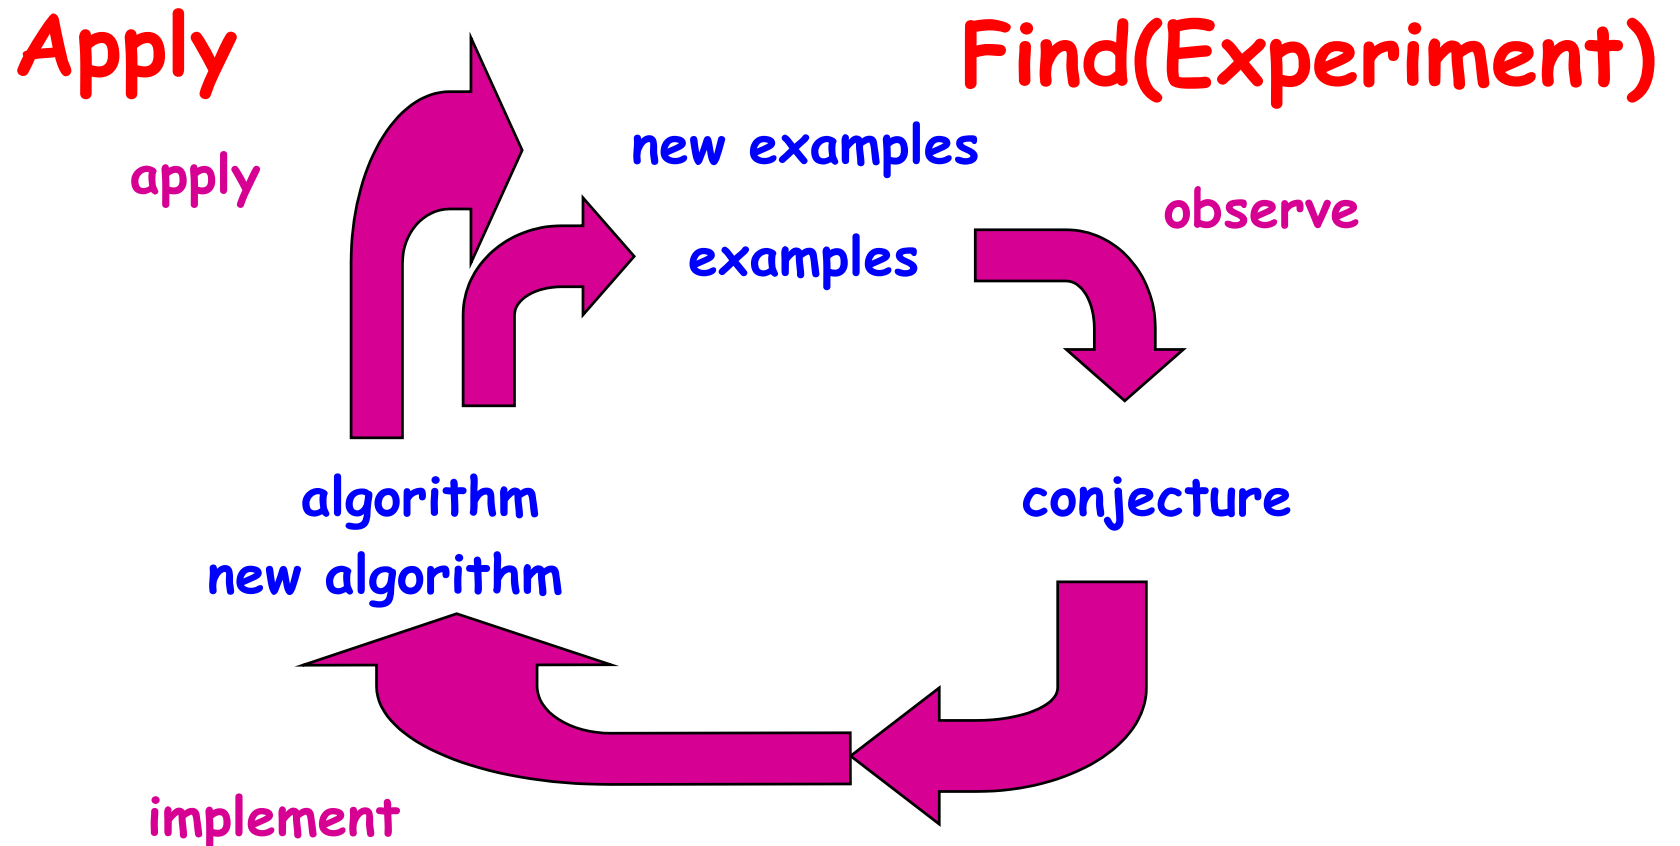 Apply
Find(Experiment)
new examples
apply
observe
examples
algorithm
conjecture
new algorithm
implement